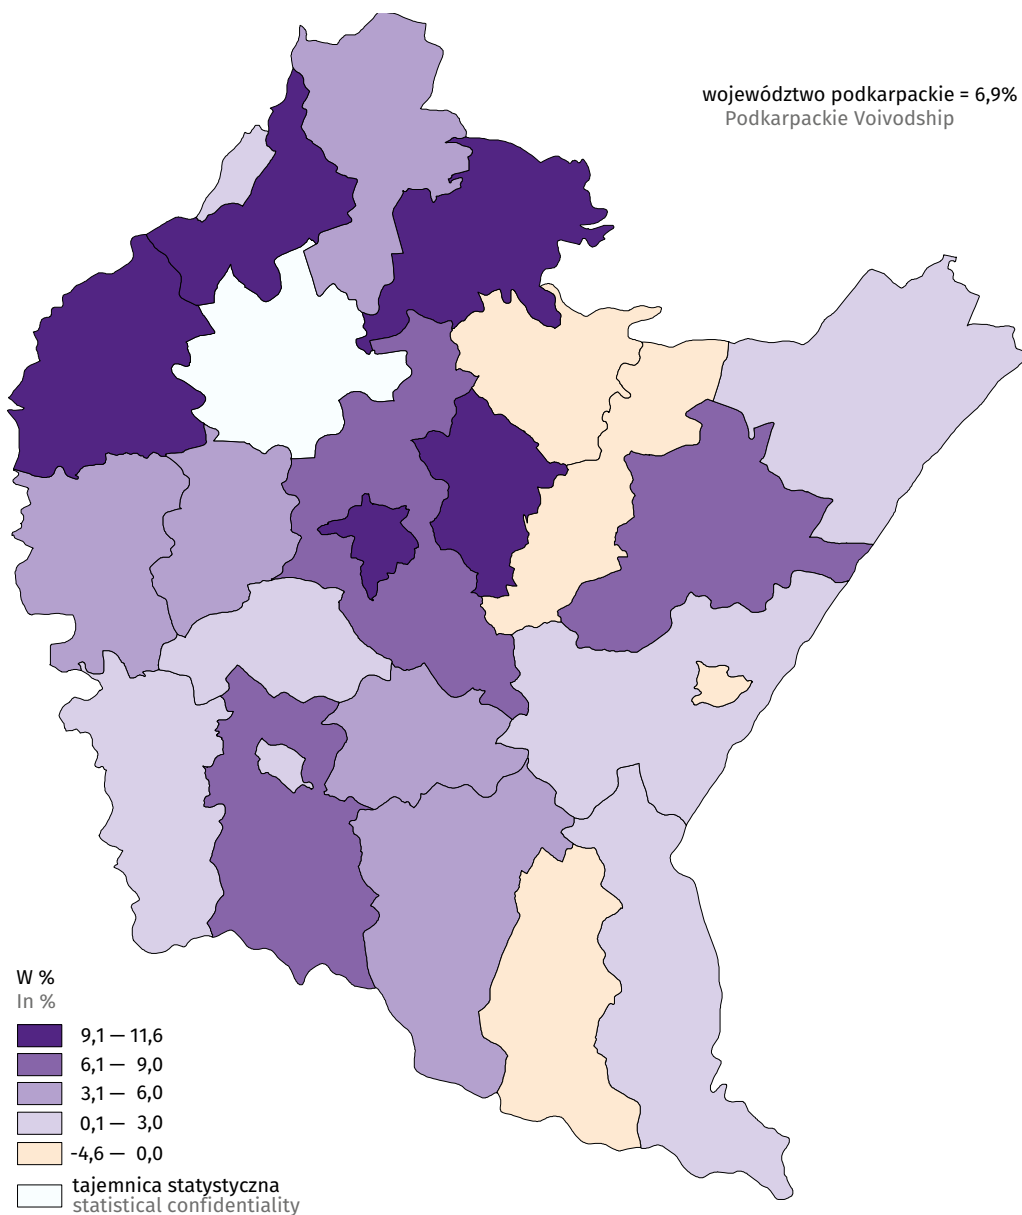 województwo podkarpackie = 6,9%
Podkarpackie Voivodship
W %
In %
9,1 — 11,6
6,1 — 9,0
3,1 — 6,0
0,1 — 3,0
-4,6 — 0,0
tajemnica statystyczna
statistical confidentiality